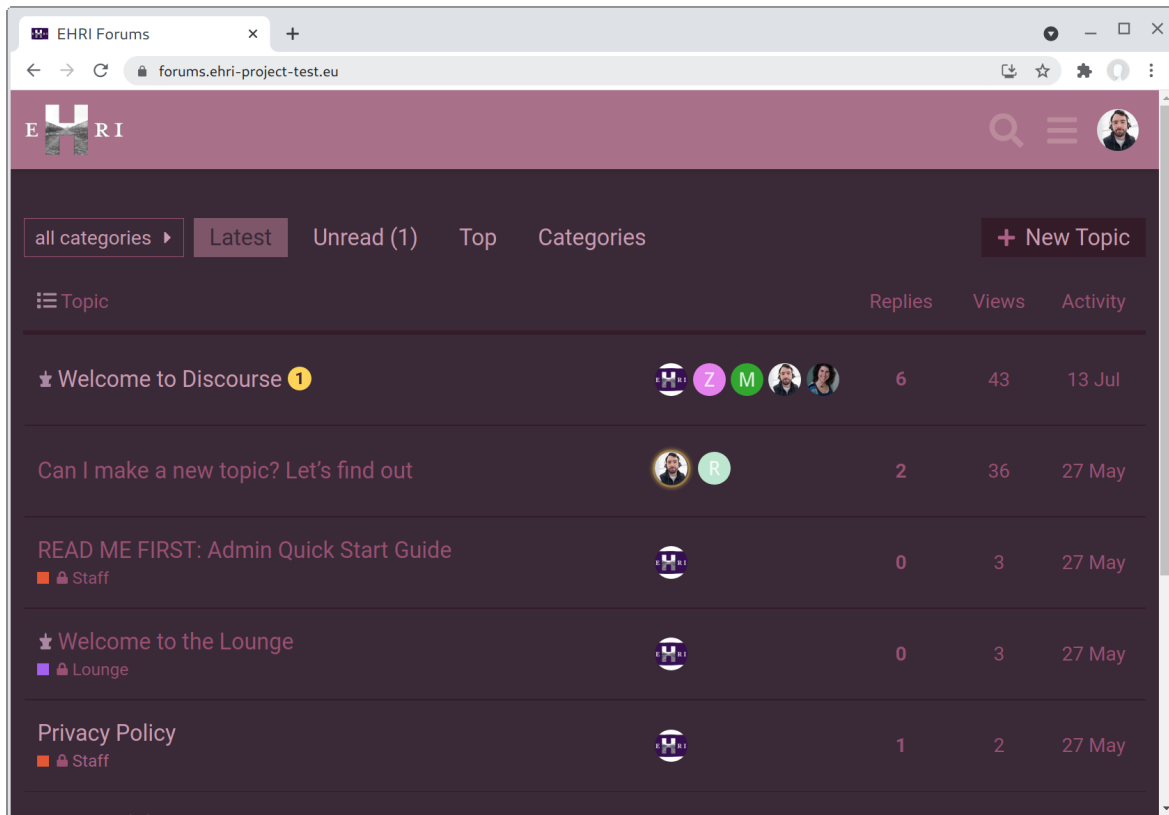 EHRI Forums
forums.ehri-project-test.eu
E H RI
all categories Latest Unread (1) Top Categories + New Topic
Topic Replies Views Activity
Welcome to Discourse 1 Z M 6 43 13 Jul
Can I make a new topic? Let's find out R 2 36 27 May
READ ME FIRST: Admin Quick Start Guide 0 3 27 May
Staff
Welcome to the Lounge 0 3 27 May
Lounge
Privacy Policy 1 2 27 May
Staff